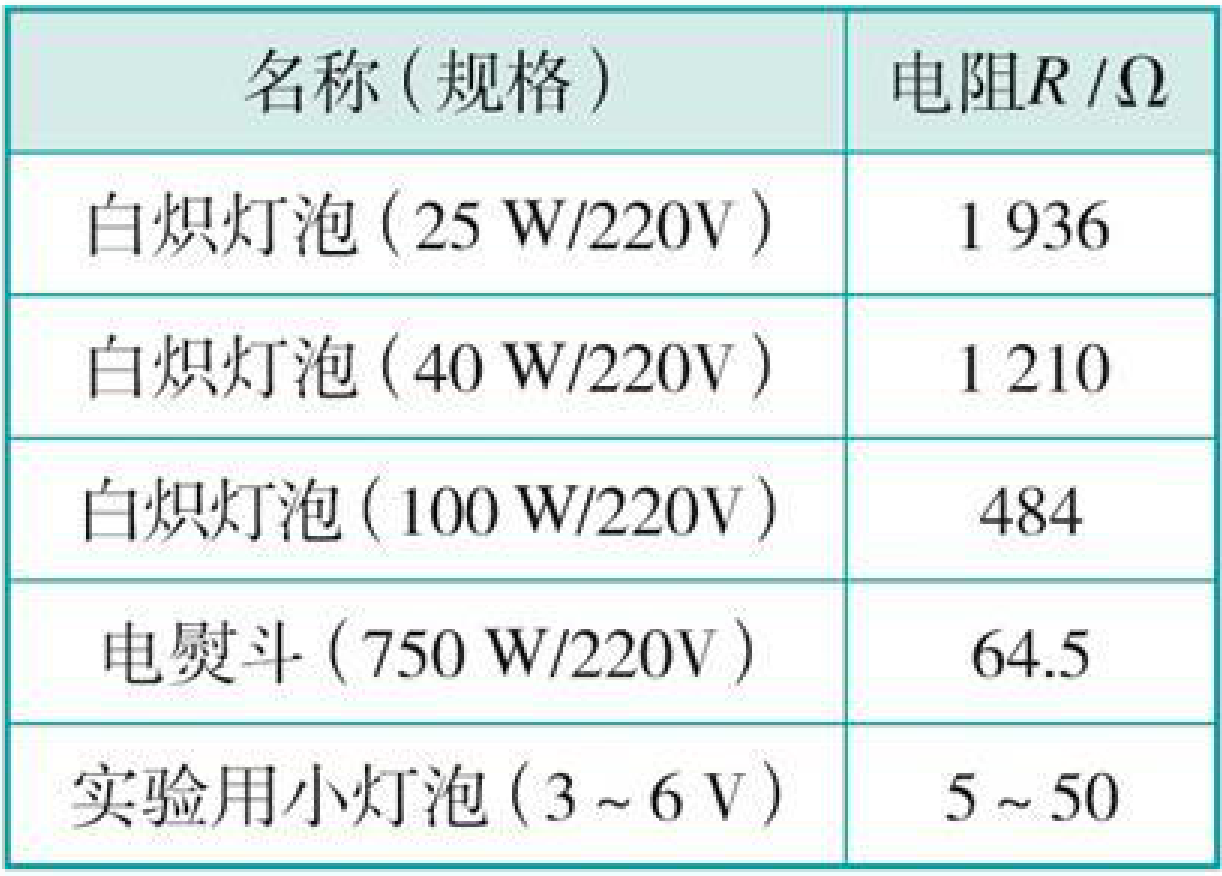 名称（规格） 电阻R /Ω
白炽灯泡（25 W/220V） 1 936
白炽灯泡（40 W/220V） 1 210
白炽灯泡（100 W/220V） 484
电熨斗（750 W/220V） 64.5
实验用小灯泡（3 ~ 6 V） 5 ~ 50